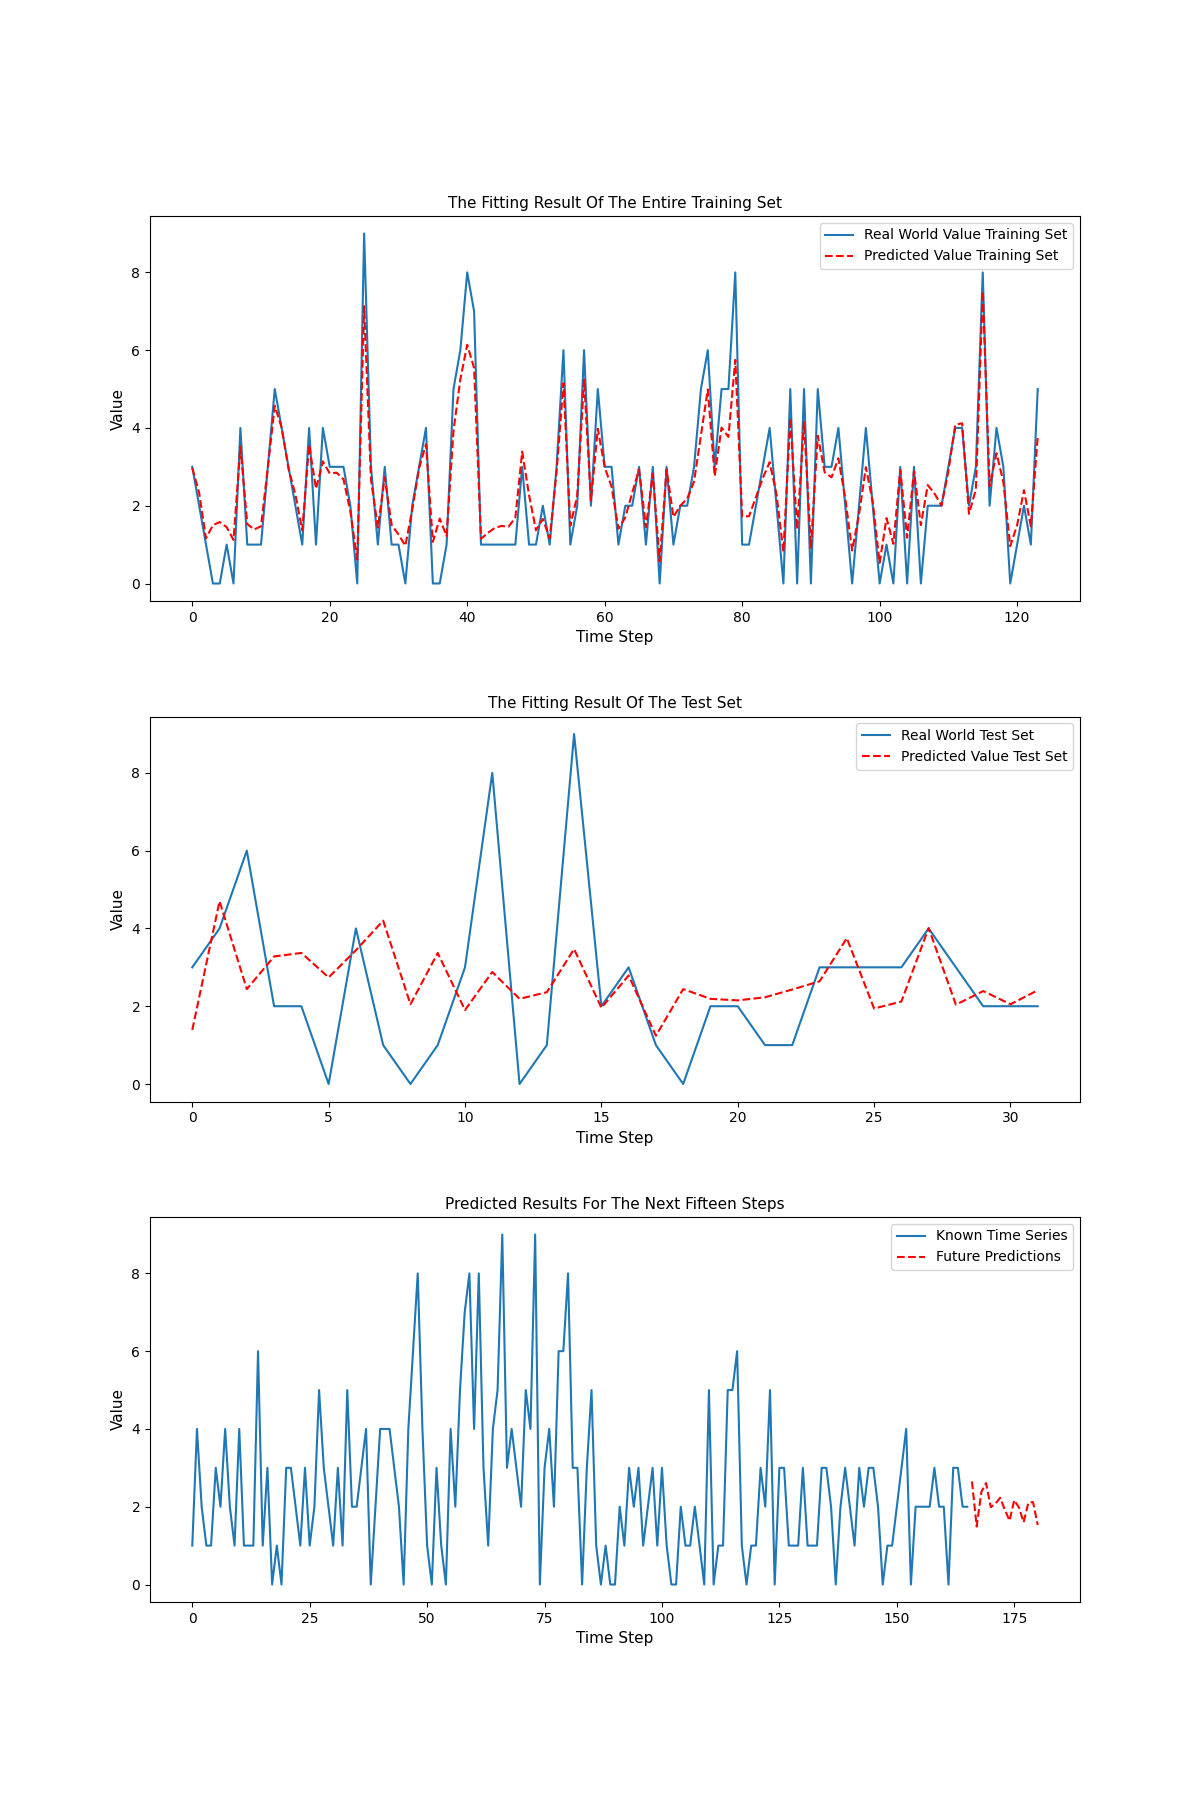 The Fitting Result Of The Entire Training Set
Real World Value Training Set
Predicted Value Training Set
8
6
4
2
0
Value
0 20 40 60 80 100 120
Time Step
The Fitting Result Of The Test Set
Real World Test Set
Predicted Value Test Set
8
6
4
2
0
Value
0 5 10 15 20 25 30
Time Step
Predicted Results For The Next Fifteen Steps
Known Time Series
Future Predictions
8
6
4
2
0
Value
0 25 50 75 100 125 150 175
Time Step